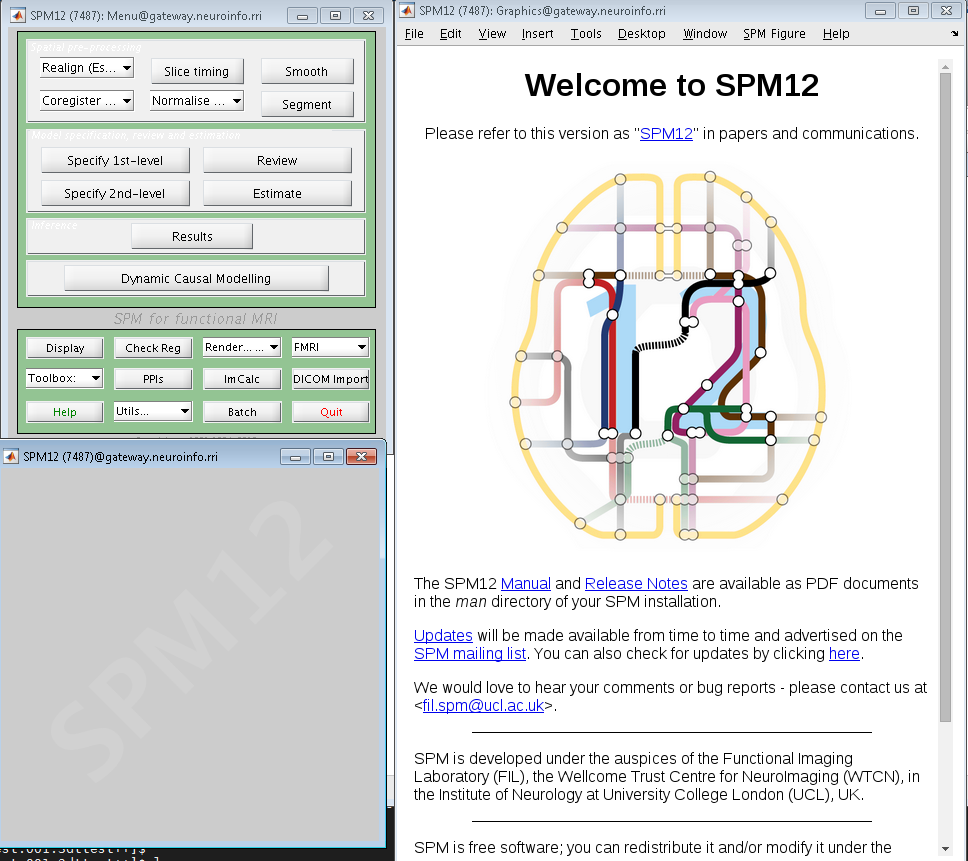 SPM12 (7487): Menu@gateway.neuroinfo.rri
Spatial pre-processing
Realign (Es...
Slice timing
Smooth
Coregister ...
Normalise ...
Segment
Model specification, review and estimation
Specify 1st-level
Review
Specify 2nd-level
Estimate
Inference
Results
Dynamic Causal Modelling
SPM for functional MRI
Display
Check Reg
Render... ...
FMRI
Toolbox:
PPIs
ImCalc
DICOM Import
Help
Utils...
Batch
Quit
SPM12 (7487)@gateway.neuroinfo.rri
SPM12
SPM12 (7487): Graphics@gateway.neuroinfo.rri
File Edit View Insert Tools Desktop Window SPM Figure Help
Welcome to SPM12
Please refer to this version as "SPM12" in papers and communications.
12
The SPM12 Manual and Release Notes are available as PDF documents
in the man directory of your SPM installation.
Updates will be made available from time to time and advertised on the
SPM mailing list. You can also check for updates by clicking here.
We would love to hear your comments or bug reports - please contact us at
<fil.spm@ucl.ac.uk>.
SPM is developed under the auspices of the Functional Imaging
Laboratory (FIL), the Wellcome Trust Centre for NeuroImaging (WTCN), in
the Institute of Neurology at University College London (UCL), UK.
SPM is free software; you can redistribute it and/or modify it under the